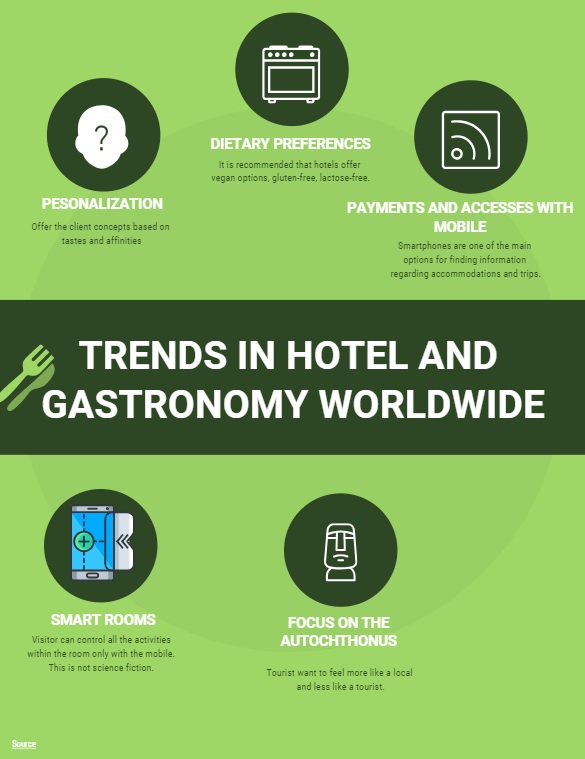 DIETARY PREFERENCES
It is recommended that hotels offer
vegan options, gluten-free, lactose-free.
?
PESONALIZATION
Offer the client concepts based on
tastes and affinities
PAYMENTS AND ACCESSES WITH
MOBILE
Smartphones are one of the main
options for finding information
regarding accommodations and trips.
TRENDS IN HOTEL AND
GASTRONOMY WORLDWIDE
SMART ROOMS
Visitor can control all the activities
within the room only with the mobile.
This is not science fiction.
FOCUS ON THE
AUTOCHTHONUS
Tourist want to feel more like a local
and less like a tourist.
Source